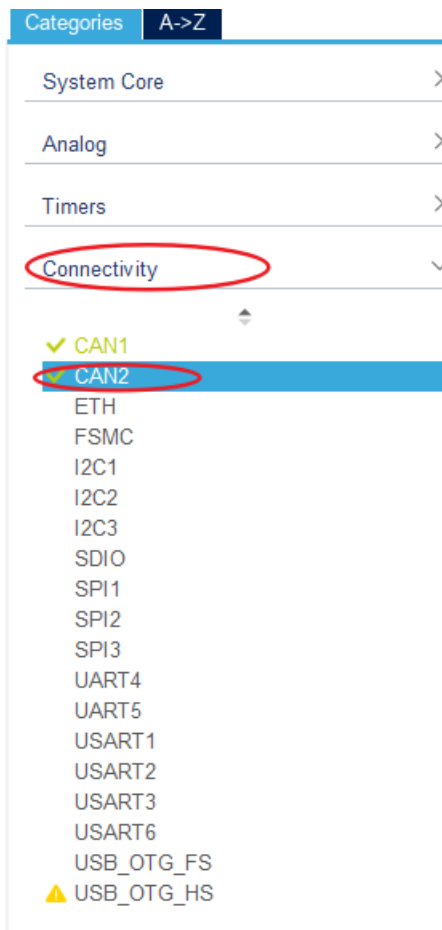 Categories A->Z
System Core
Analog
Timers
Connectivity
CAN1
CAN2
ETH
FSMC
I2C1
I2C2
I2C3
SDIO
SPI1
SPI2
SPI3
UART4
UART5
USART1
USART2
USART3
USART6
USB_OTG_FS
USB_OTG_HS